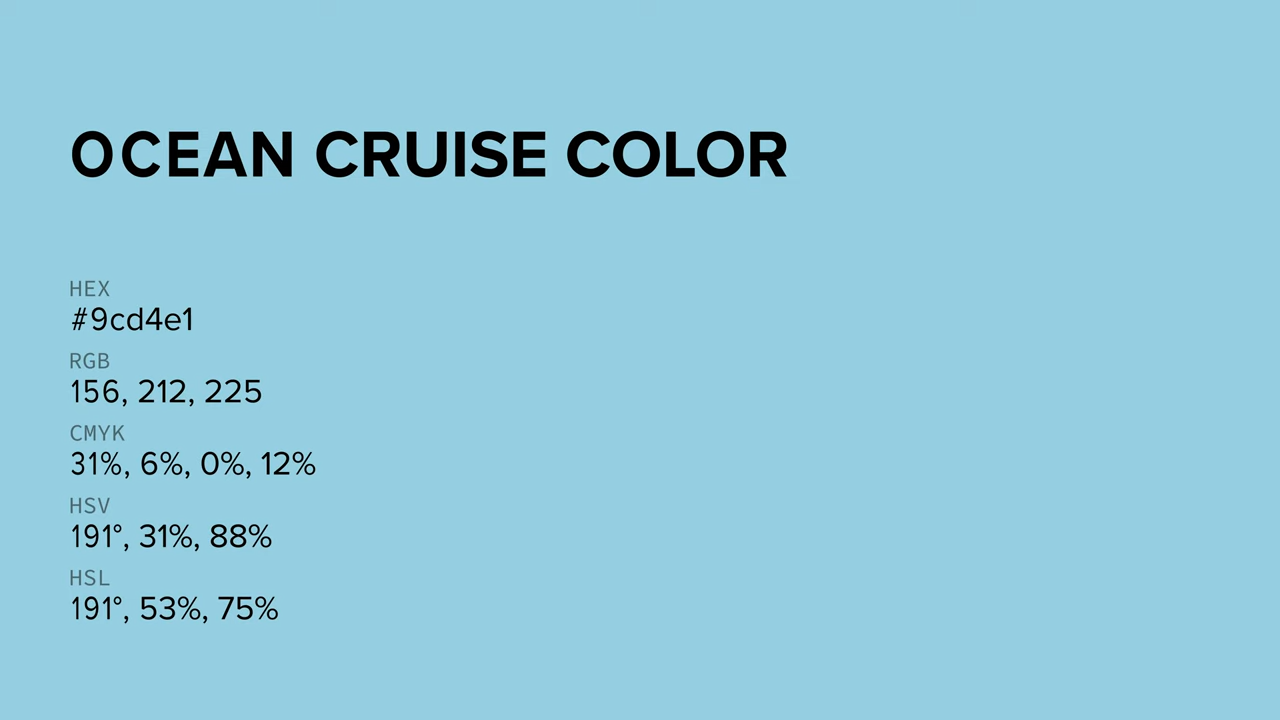 OCEAN CRUISE COLOR
HEX
#9cd4e1
RGB
156, 212, 225
CMYK
31%, 6%, 0%, 12%
HSV
191°, 31%, 88%
HSL
191°, 53%, 75%